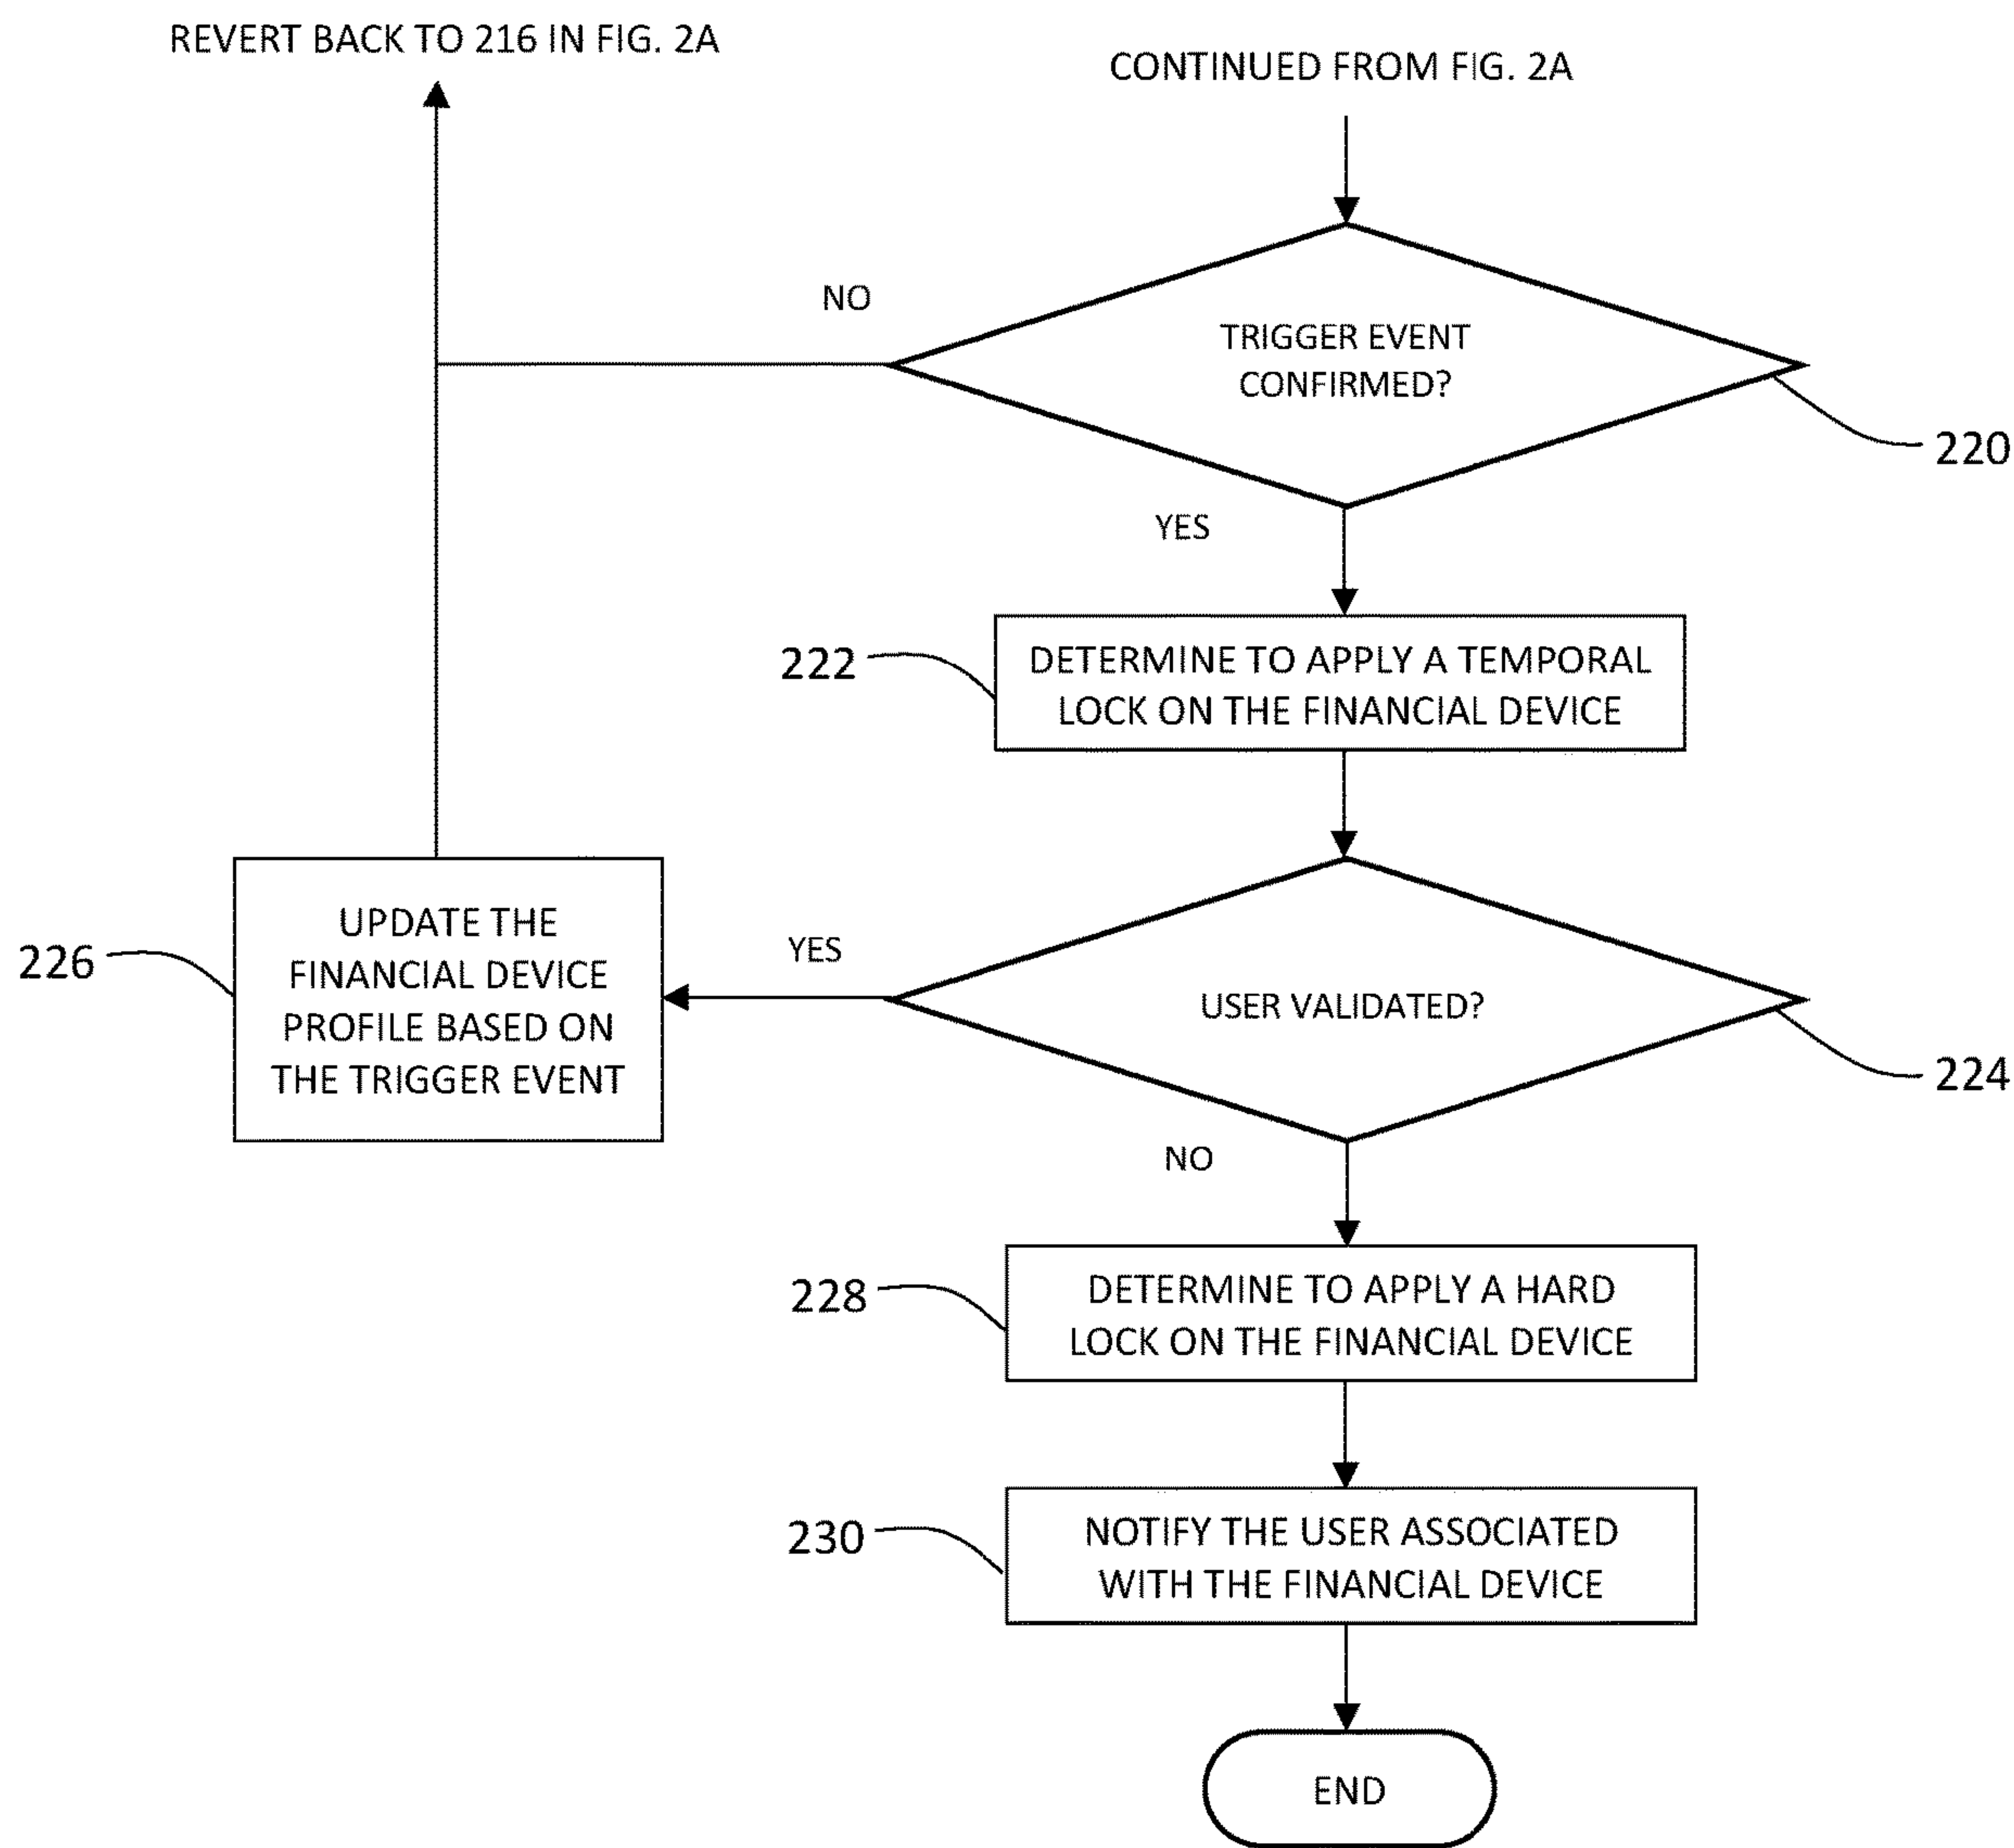 REVERT BACK TO 216 IN FIG. 2A
CONTINUED FROM FIG. 2A
NO
TRIGGER EVENT
CONFIRMED?
220
YES
222
DETERMINE TO APPLY A TEMPORAL
LOCK ON THE FINANCIAL DEVICE
226
UPDATE THE
FINANCIAL DEVICE
PROFILE BASED ON
THE TRIGGER EVENT
YES
USER VALIDATED?
224
NO
228
DETERMINE TO APPLY A HARD
LOCK ON THE FINANCIAL DEVICE
230
NOTIFY THE USER ASSOCIATED
WITH THE FINANCIAL DEVICE
END